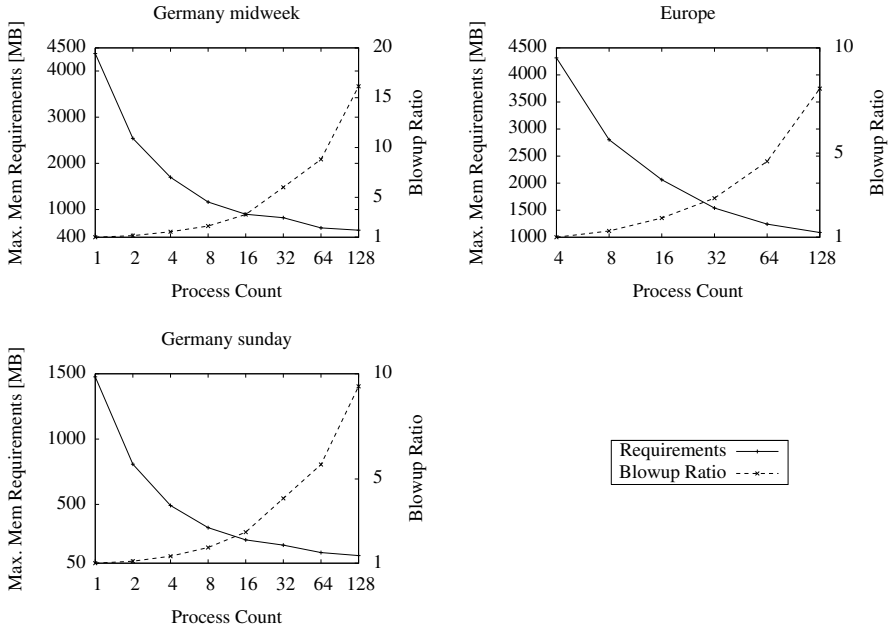 Germany midweek
Max. Mem Requirements [MB]
4500
4000
3000
2000
1000
400
20
15
10
5
1
Blowup Ratio
1 2 4 8 16 32 64 128
Process Count
Europe
Max. Mem Requirements [MB]
4500
4000
3500
3000
2500
2000
1500
1000
10
5
1
Blowup Ratio
4 8 16 32 64 128
Process Count
Germany sunday
Max. Mem Requirements [MB]
1500
1000
500
50
10
5
1
Blowup Ratio
1 2 4 8 16 32 64 128
Process Count
Requirements
Blowup Ratio